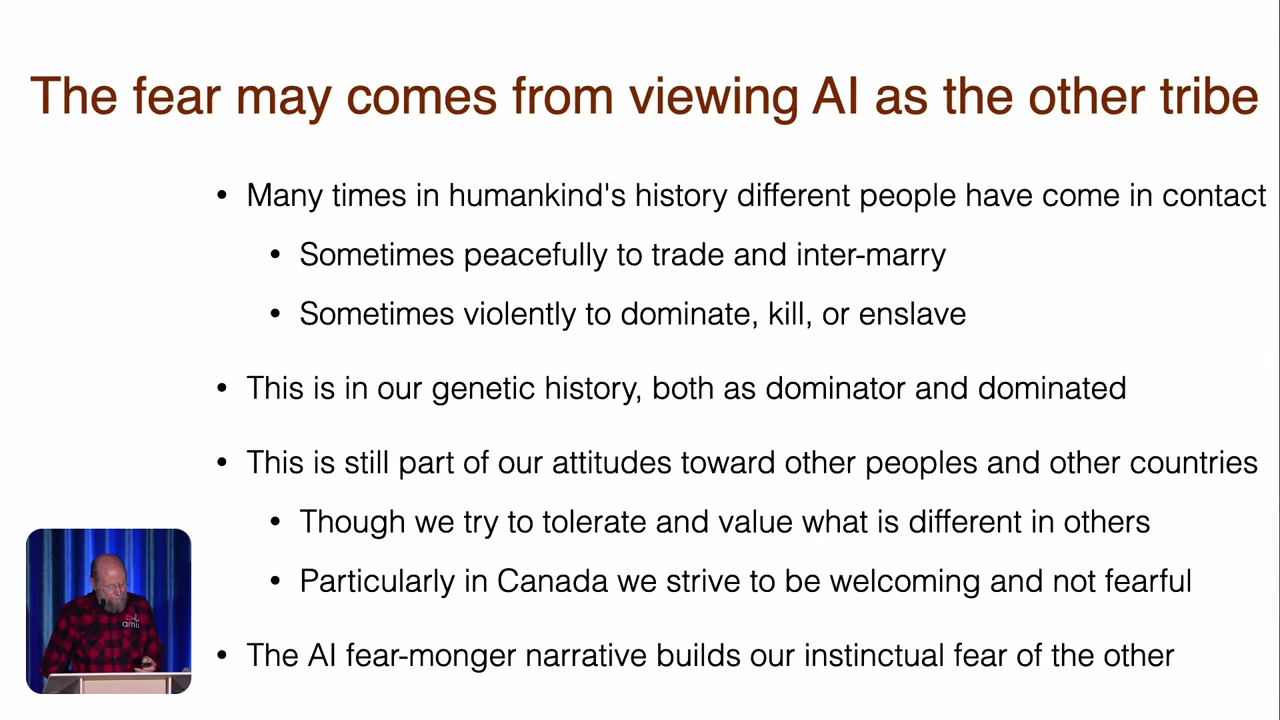 The fear may comes from viewing AI as the other tribe
• Many times in humankind's history different people have come in contact
• Sometimes peacefully to trade and inter-marry
• Sometimes violently to dominate, kill, or enslave
• This is in our genetic history, both as dominator and dominated
• This is still part of our attitudes toward other peoples and other countries
• Though we try to tolerate and value what is different in others
• Particularly in Canada we strive to be welcoming and not fearful
• The AI fear-monger narrative builds our instinctual fear of the other
amii